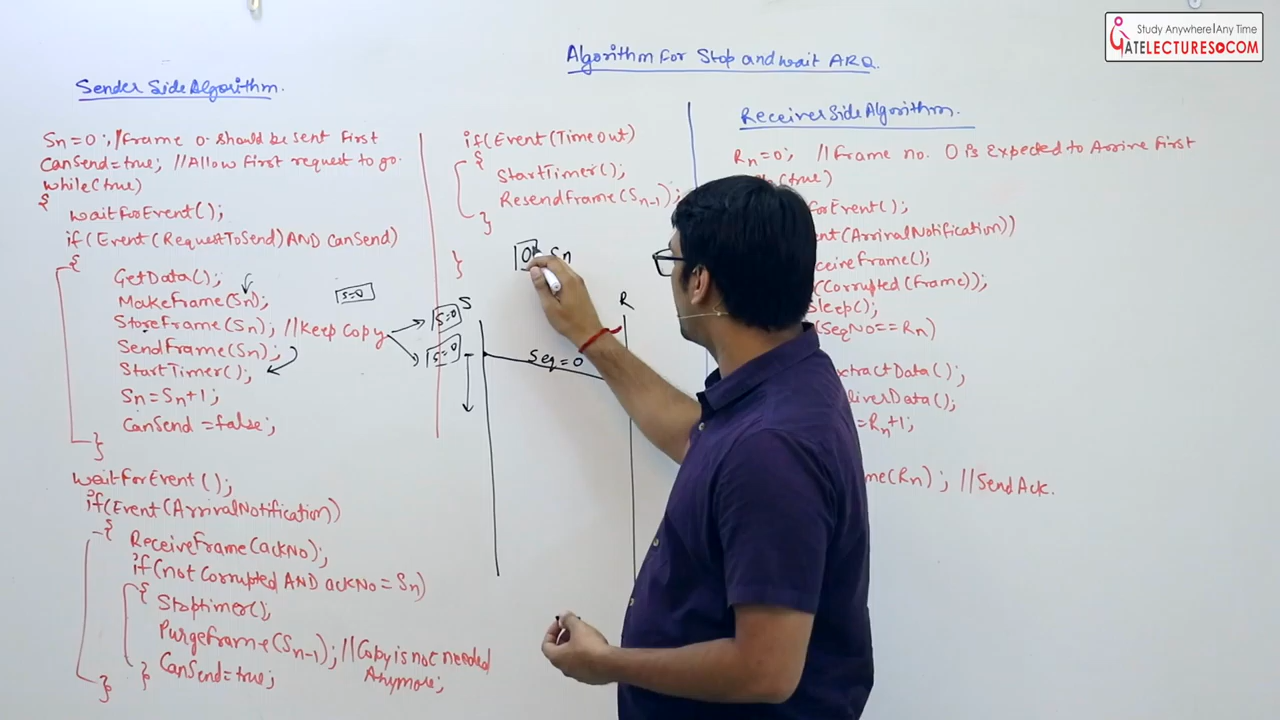 Study Anywhere|Any Time
GATELECTURES.COM
Algorithm For Stop and wait ARQ.
Sender Side Algorithm.
Sn=0; //Frame 0 should be sent first
CanSend=true; //Allow First request to go.
while(true)
{
waitForEvent();
if(Event(RequestToSend)AND CanSend)
{
GetData();
MakeFrame(Sn);
StoreFrame(Sn); //Keep Copy
SendFrame(Sn);
StartTimer();
Sn=Sn+1;
CanSend=false;
}
waitForEvent();
if(Event(ArrivalNotification)
{
ReceiveFrame(ackNo);
if(not Corrupted AND ackNo=Sn)
{
Stoptimer();
PurgeFrame(Sn-1); //Copy is not needed
Anymore;
CanSend=true;
}
}
if(Event(TimeOut)
{
StartTimer();
ResendFrame(Sn-1);
}
}
S=0
S=0
S=0
S
R
0
Sn
Seq=0
Receiver Side Algorithm.
Rn=0; //Frame no. 0 is Expected to Arrive First
(true)
Event();
ent(ArrivalNotification))
ceiveFrame();
(Corrupted(Frame));
Sleep();
(SeqNo==Rn)
xtractData();
liverData();
=Rn+1;
me(Rn); //SendAck.